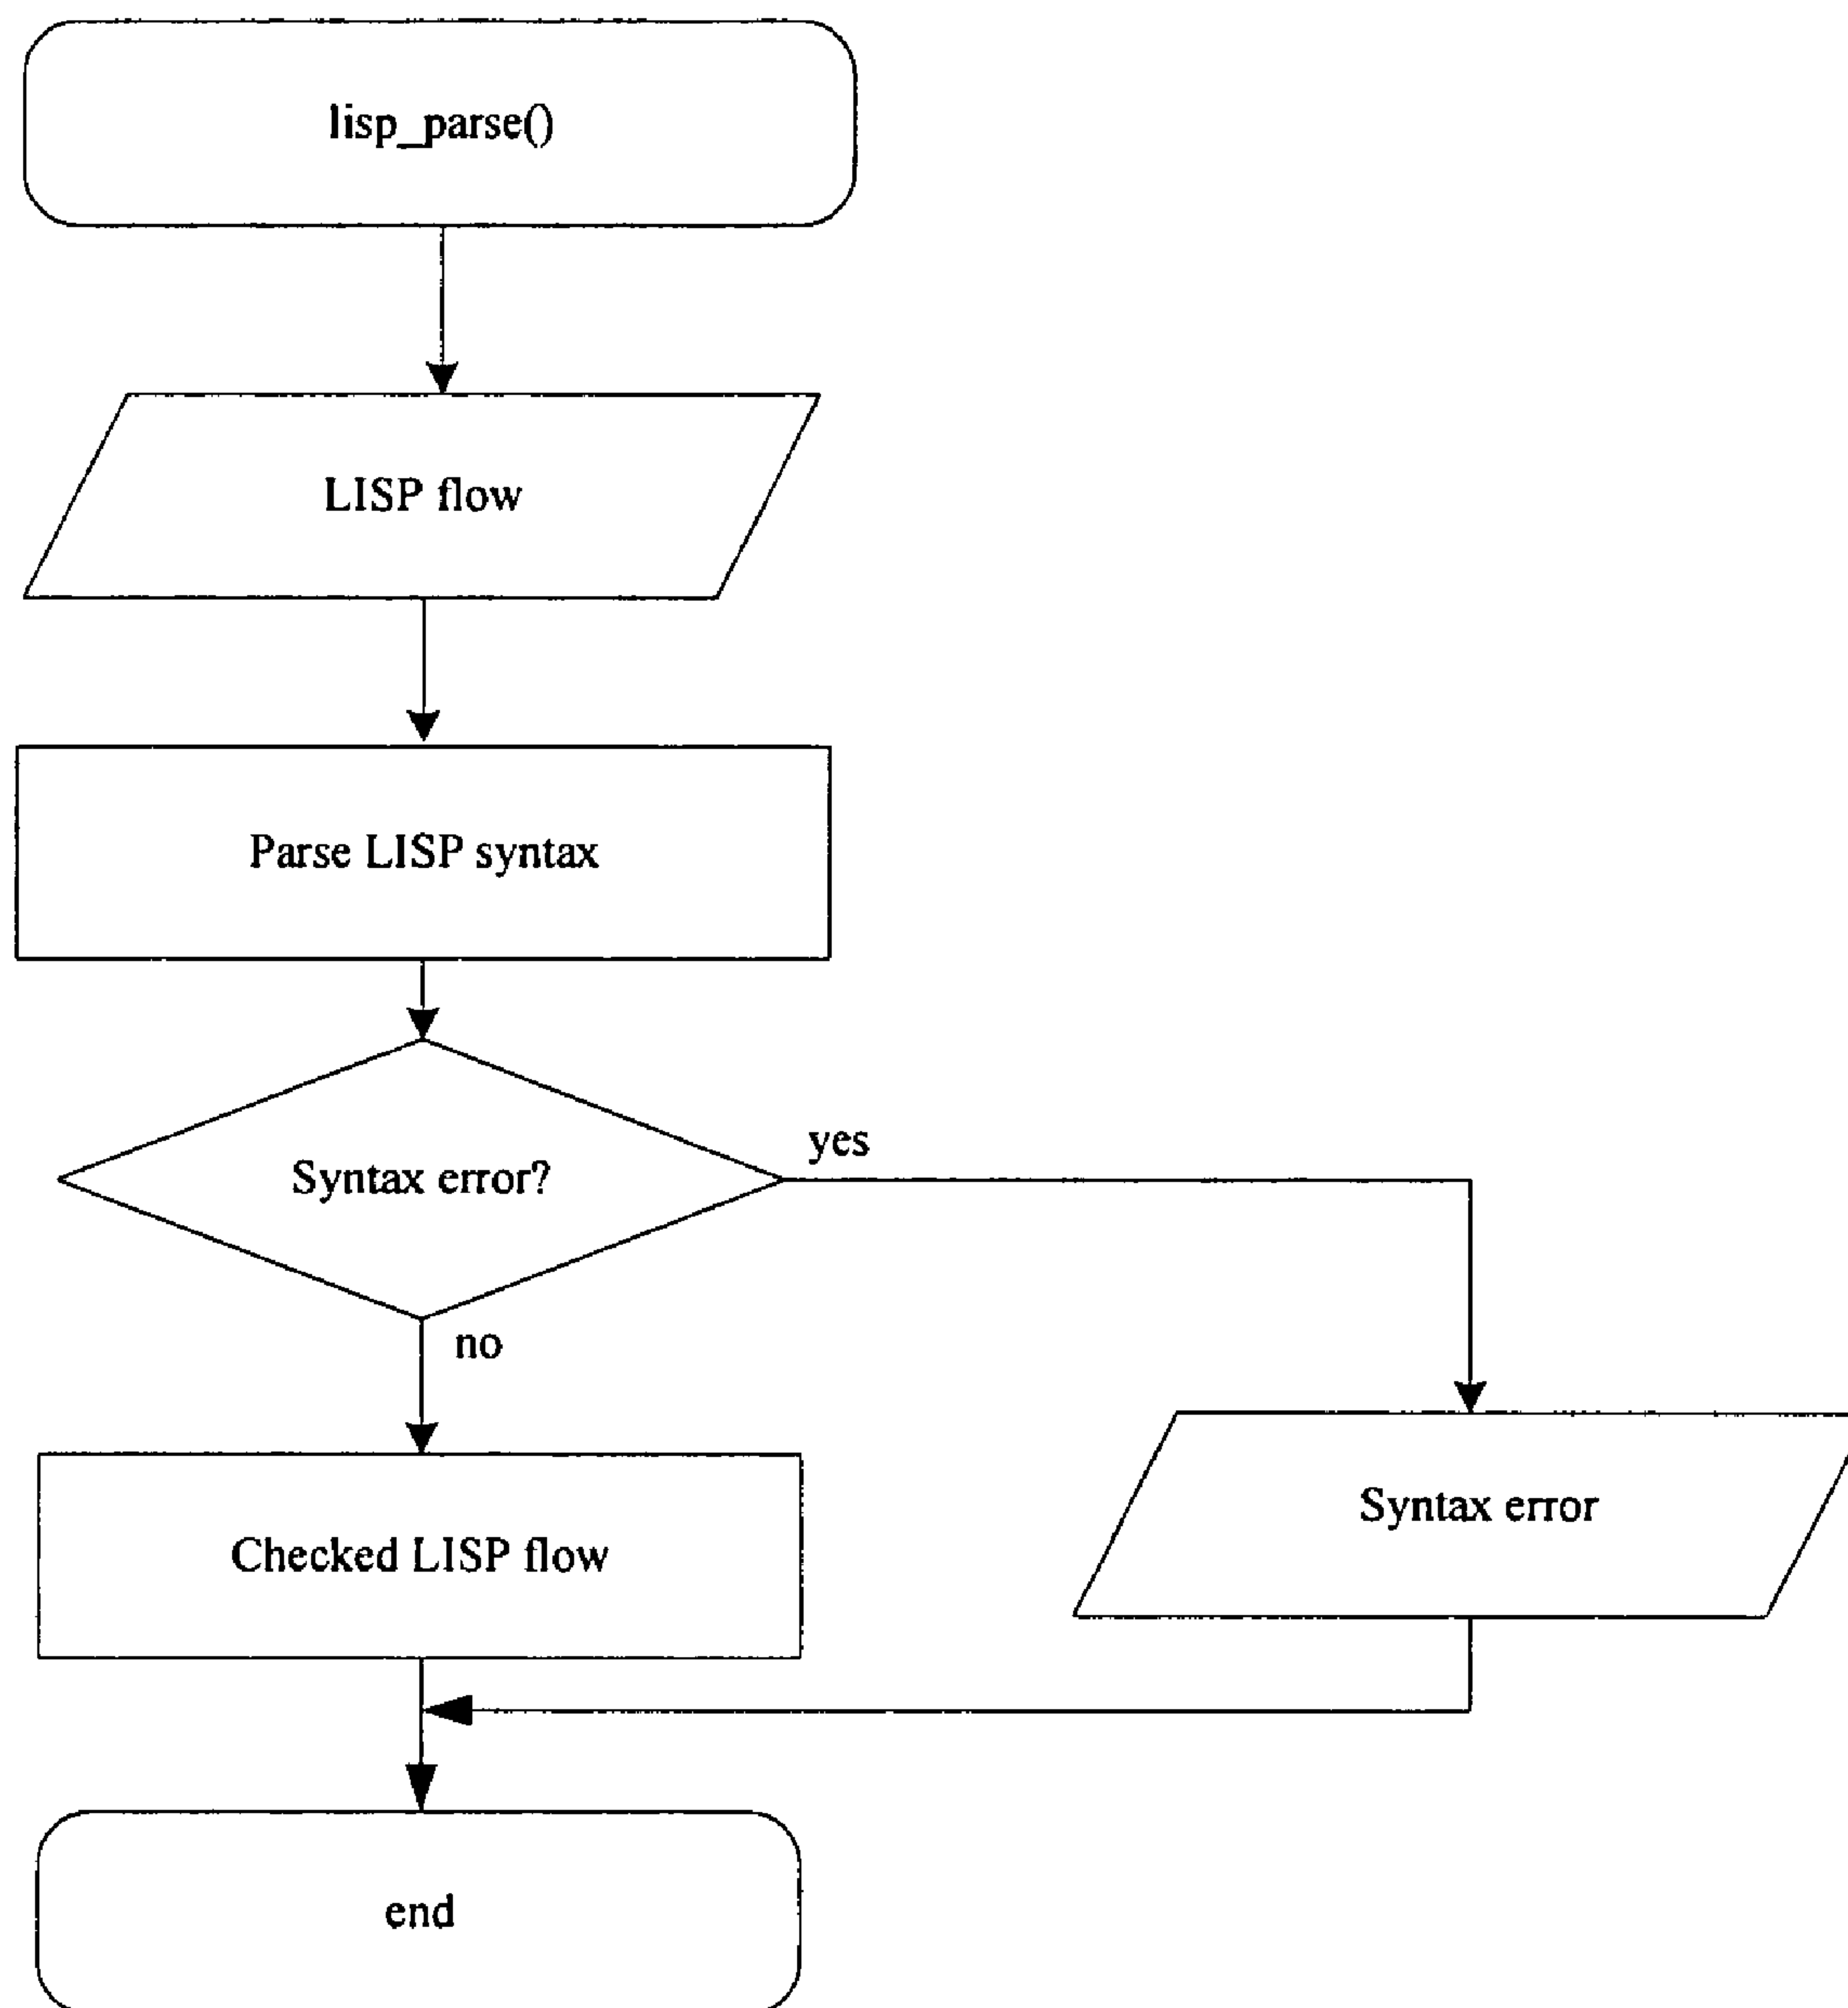 lisp_parse()
LISP flow
Parse LISP syntax
Syntax error?
yes
no
Syntax error
Checked LISP flow
end